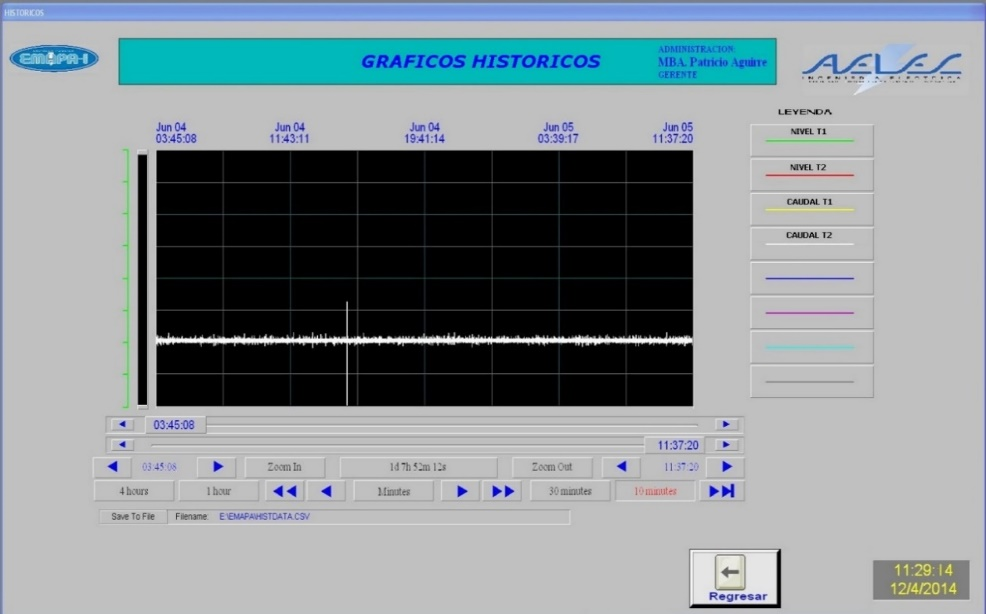 HISTORICOS
EMAPA-I
GRAFICOS HISTORICOS
ADMINISTRACION:
MBA. Patricio Aguirre
GERENTE
AELEC
INGENIERIA ELECTRICA
LEYENDA
Jun 04 Jun 04 Jun 04 Jun 05 Jun 05
03:45:08 11:43:11 19:41:14 03:39:17 11:37:20
NIVEL T1
NIVEL T2
CAUDAL T1
CAUDAL T2
03:45:08
11:37:20
03:45:08 Zoom In 1d 7h 52m 12s Zoom Out 11:37:20
4 hours 1 hour Minutes 30 minutes 10 minutes
Save To File Filename: E:\EMAPA\HISTDATA.CSV
Regresar
11:29:14
12/4/2014